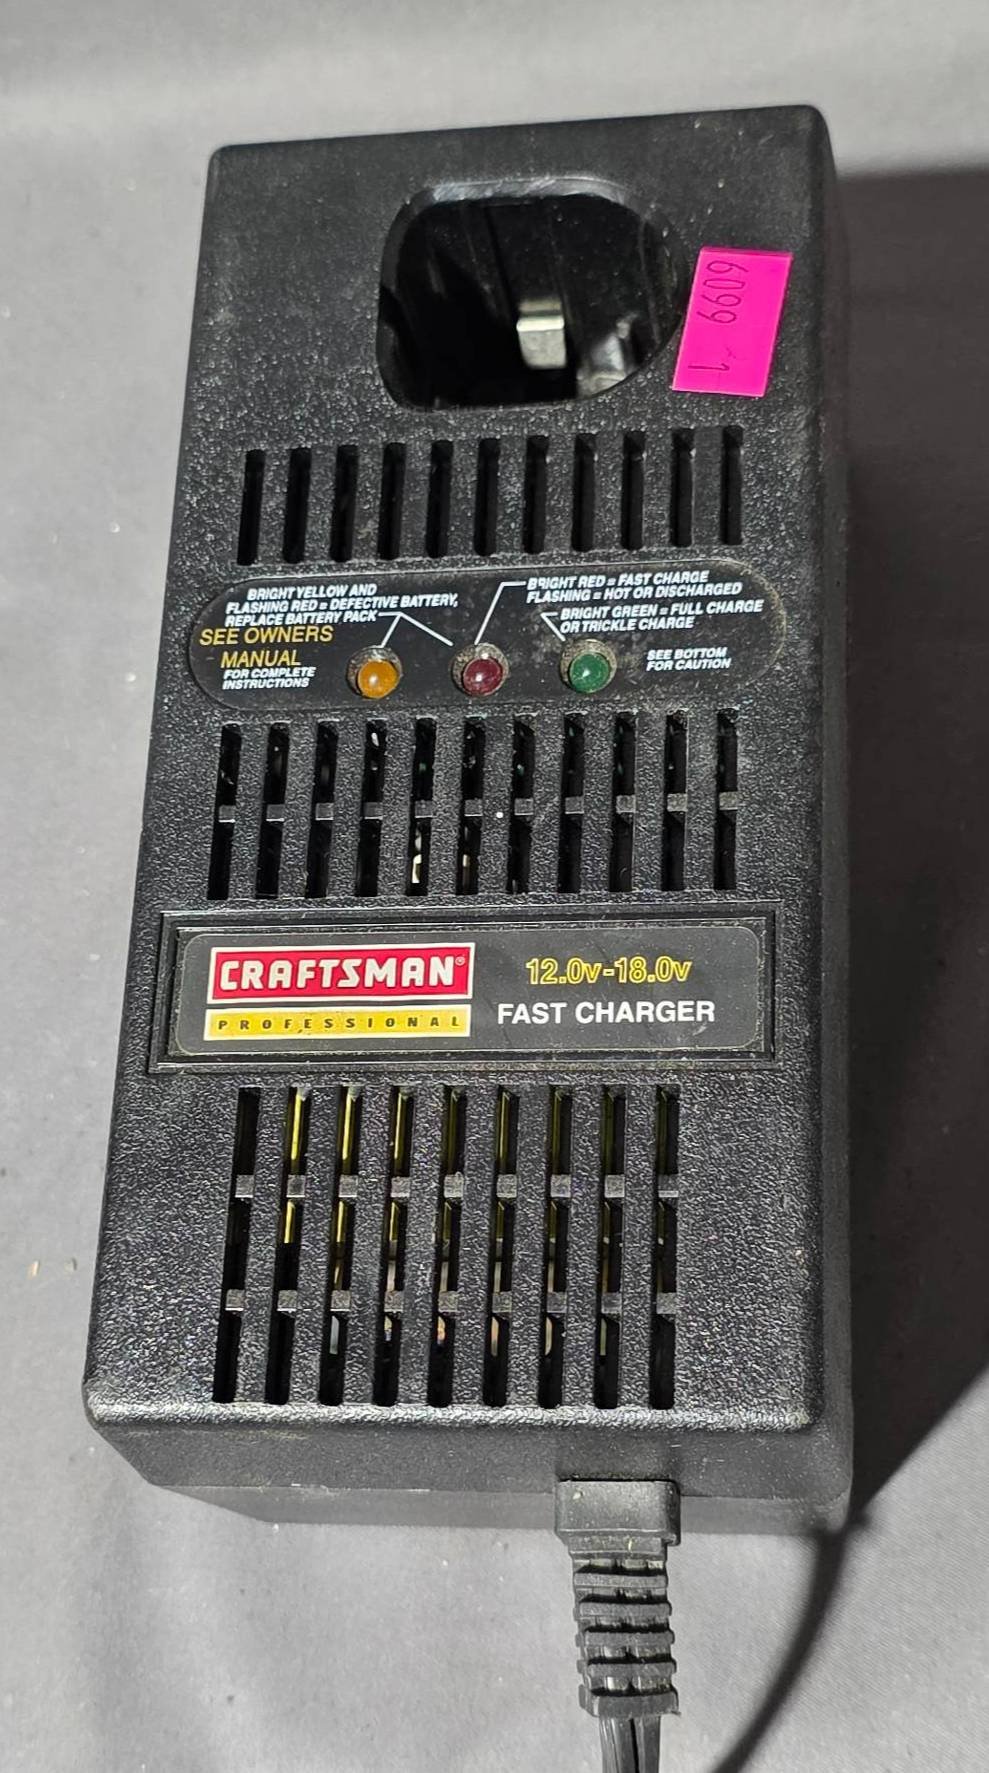 6609 -1
BRIGHT YELLOW AND
FLASHING RED = DEFECTIVE BATTERY,
REPLACE BATTERY PACK
SEE OWNERS
MANUAL
FOR COMPLETE
INSTRUCTIONS
BRIGHT RED = FAST CHARGE
FLASHING = HOT OR DISCHARGED
BRIGHT GREEN = FULL CHARGE
OR TRICKLE CHARGE
SEE BOTTOM
FOR CAUTION
CRAFTSMAN®
PROFESSIONAL
12.0v-18.0v
FAST CHARGER